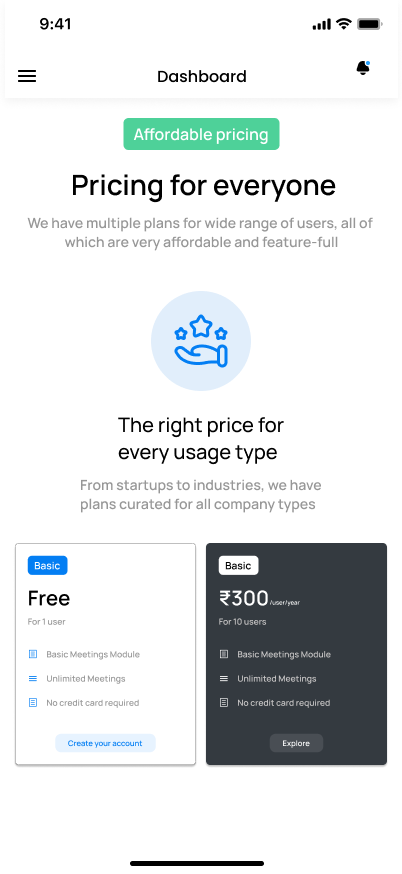 9:41
Dashboard
Affordable pricing
Pricing for everyone
We have multiple plans for wide range of users, all of
which are very affordable and feature-full
The right price for
every usage type
From startups to industries, we have
plans curated for all company types
Basic
Free
For 1 user
Basic Meetings Module
Unlimited Meetings
No credit card required
Create your account
Basic
₹300/user/year
For 10 users
Basic Meetings Module
Unlimited Meetings
No credit card required
Explore